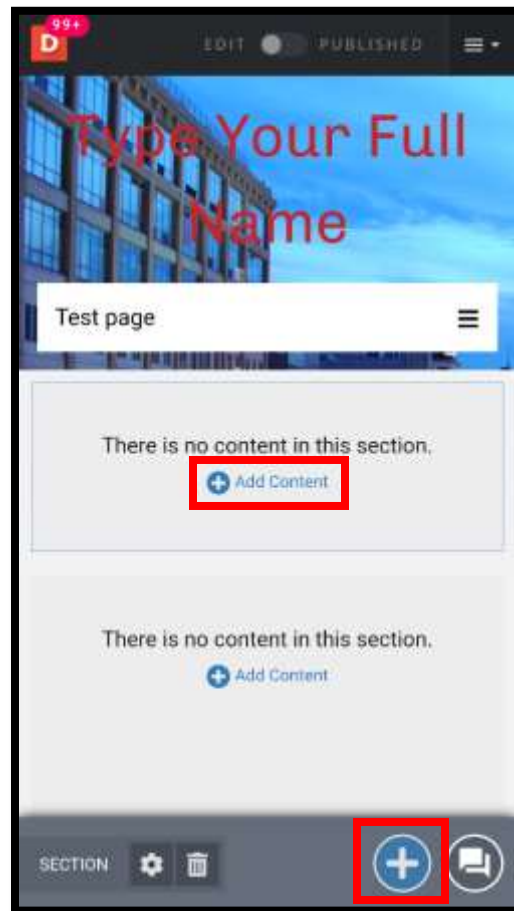 99+
D
EDIT PUBLISHED
Type Your Full
Name
Test page
There is no content in this section.
Add Content
There is no content in this section.
Add Content
SECTION